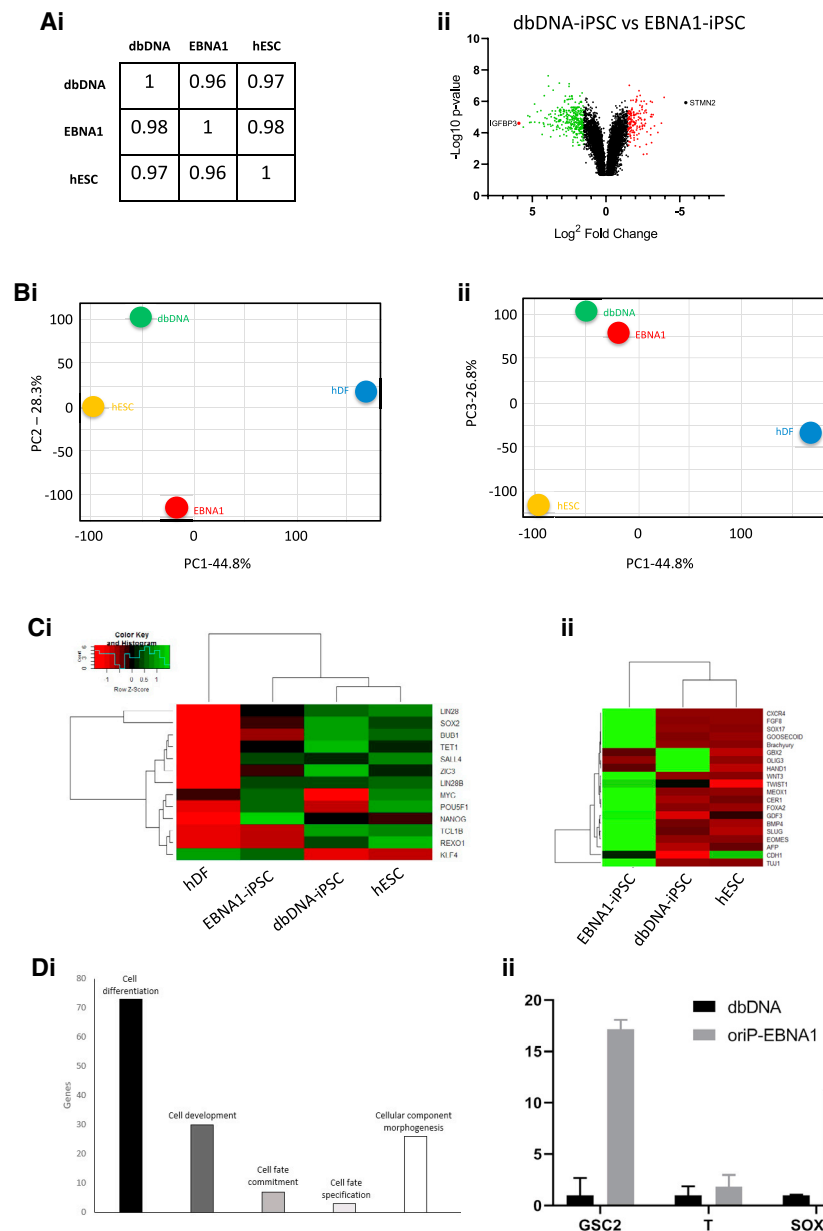 Ai
dbDNA EBNA1 hESC
dbDNA 1 0.96 0.97
EBNA1 0.98 1 0.98
hESC 0.97 0.96 1
ii
dbDNA-iPSC vs EBNA1-iPSC
-Log10 p-value
8
6
4
2
0
IGFBP3
STMN2
5 0 -5
Log2 Fold Change
Bi
100
50
0
-50
-100
PC2 – 28.3%
dbDNA
hESC
hDF
EBNA1
-100 0 100
PC1-44.8%
ii
100
50
0
-50
-100
PC3-26.8%
dbDNA
EBNA1
hDF
hESC
-100 0 100
PC1-44.8%
Ci
Color Key
and Histogram
Count
-1 0 0.5 1
Row Z-Score
LIN28
SOX2
BUB1
TET1
SALL4
ZIC3
LIN28B
MYC
POU5F1
NANOG
TCL1B
REXO1
KLF4
hDF
EBNA1-iPSC
dbDNA-iPSC
hESC
ii
CXCR4
FGF8
SOX17
GOOSECOID
Brachyury
GBX2
OLIG3
HAND1
WNT3
TWIST1
MEOX1
CER1
FOXA2
GDF3
BMP4
SLUG
EOMES
AFP
CDH1
TUJ1
EBNA1-iPSC
dbDNA-iPSC
hESC
Di
Genes
80
70
60
50
40
30
20
10
0
Cell
differentiation
Cell development
Cell fate
commitment
Cell fate
specification
Cellular component
morphogenesis
ii
20
15
10
5
0
dbDNA
oriP-EBNA1
GSC2 T SOX